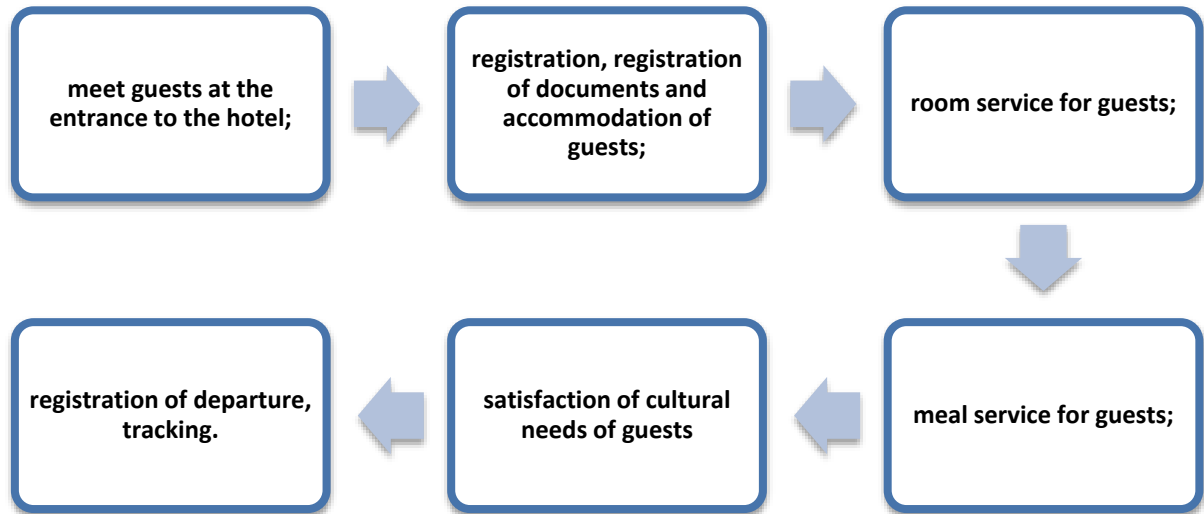 meet guests at the
entrance to the hotel;
registration, registration
of documents and
accommodation of
guests;
room service for guests;
meal service for guests;
satisfaction of cultural
needs of guests
registration of departure,
tracking.